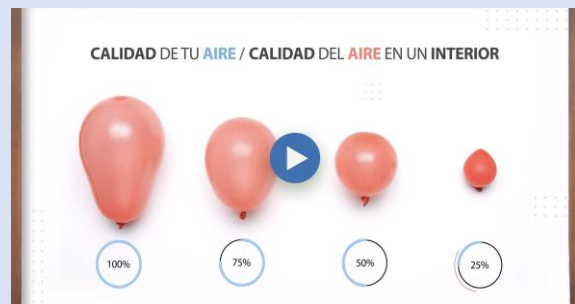 CALIDAD DE TU AIRE / CALIDAD DEL AIRE EN UN INTERIOR
100%
75%
50%
25%